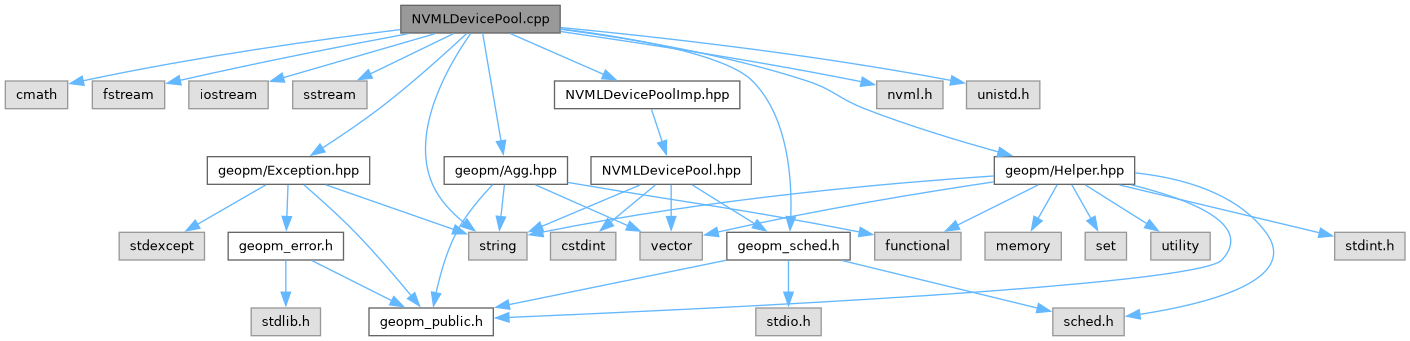 NVMLDevicePool.cpp
cmath
fstream
iostream
sstream
NVMLDevicePoolImp.hpp
nvml.h
unistd.h
geopm/Exception.hpp
geopm/Agg.hpp
NVMLDevicePool.hpp
geopm/Helper.hpp
stdexcept
geopm_error.h
string
cstdint
vector
geopm_sched.h
functional
memory
set
utility
stdint.h
stdlib.h
geopm_public.h
stdio.h
sched.h